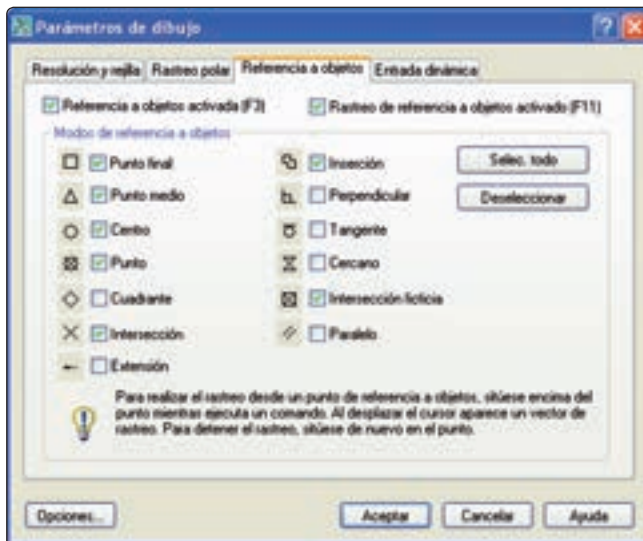 Parámetros de dibujo
Resolución y rejilla Rastreo polar Referencia a objetos Entrada dinámica
Referencia a objetos activada (F3) Rastreo de referencia a objetos activado (F11)
Modos de referencia a objetos
Punto final Inserción Selec. todo
Punto medio Perpendicular Deseleccionar
Centro Tangente
Punto Cercano
Cuadrante Intersección ficticia
Intersección Paralelo
Extensión
Para realizar el rastreo desde un punto de referencia a objetos, sitúese encima del
punto mientras ejecuta un comando. Al desplazar el cursor aparece un vector de
rastreo. Para detener el rastreo, sitúese de nuevo en el punto.
Opciones... Aceptar Cancelar Ayuda